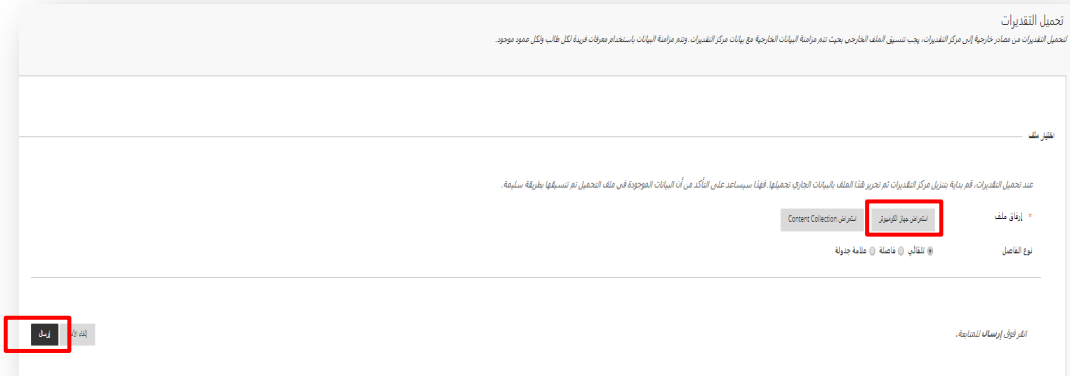 تحميل التقديرات
لتحميل التقديرات من مصادر خارجية إلى مركز التقديرات، يجب تنسيق الملف الخارجي بحيث تتم مزامنة البيانات الخارجية مع بيانات مركز التقديرات. وتتم مزامنة البيانات باستخدام معرفات فريدة لكل طالب ولكل عمود موجود.
اختيار ملف
عند تحميل التقديرات، قم بداية بتنزيل مركز التقديرات ثم تحرير هذا الملف بالبيانات الجاري تحميلها. فهذا سيساعد على التأكد من أن البيانات الموجودة في ملف التحميل تم تنسيقها بطريقة سليمة.
* إرفاق ملف استعراض جهاز الكمبيوتر استعراض Content Collection
نوع الفاصل تلقائي فاصلة علامة جدولة
انقر فوق إرسال للمتابعة. إلغاء إرسال